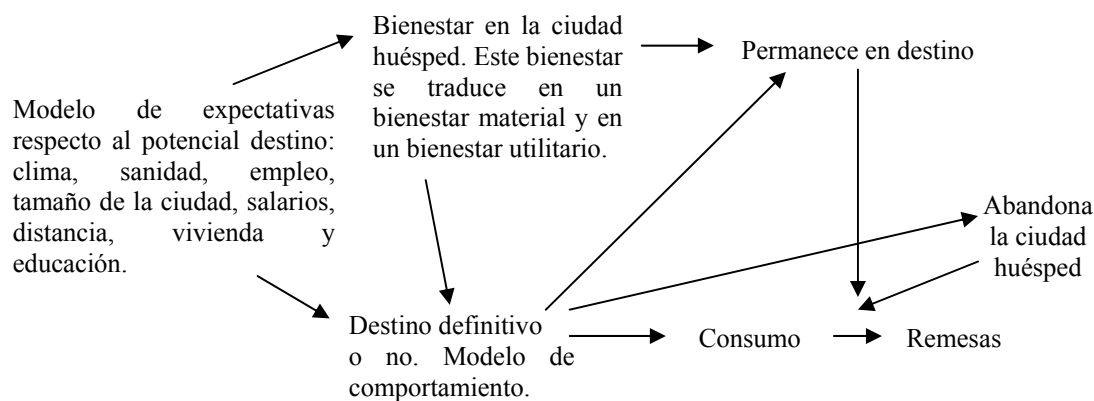 Bienestar en la ciudad
huésped. Este bienestar
se traduce en un
bienestar material y en
un bienestar utilitario.
Permanece en destino
Modelo de expectativas
respecto al potencial destino:
clima, sanidad, empleo,
tamaño de la ciudad, salarios,
distancia, vivienda y
educación.
Abandona
la ciudad
huésped
Destino definitivo
o no. Modelo de
comportamiento.
Consumo
Remesas